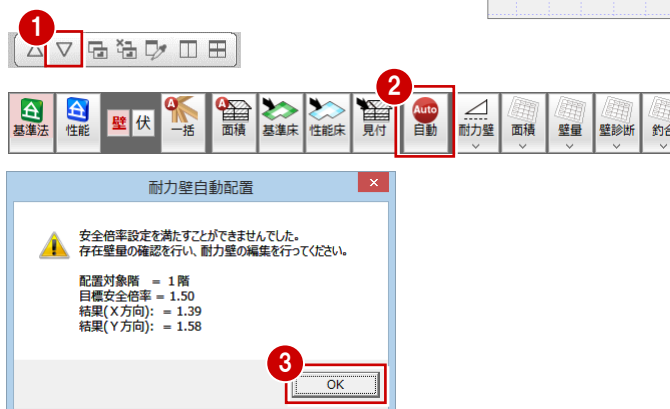 1
2
基準法 性能 壁 伏 A 一括 A 面積 基準床 性能床 見付 Auto 自動 耐力壁 面積 壁量 壁診断
耐力壁自動配置
安全倍率設定を満たすことができませんでした。
存在壁量の確認を行い、耐力壁の編集を行ってください。
配置対象階 = 1階
目標安全倍率 = 1.50
結果(X方向): = 1.39
結果(Y方向): = 1.58
3
OK